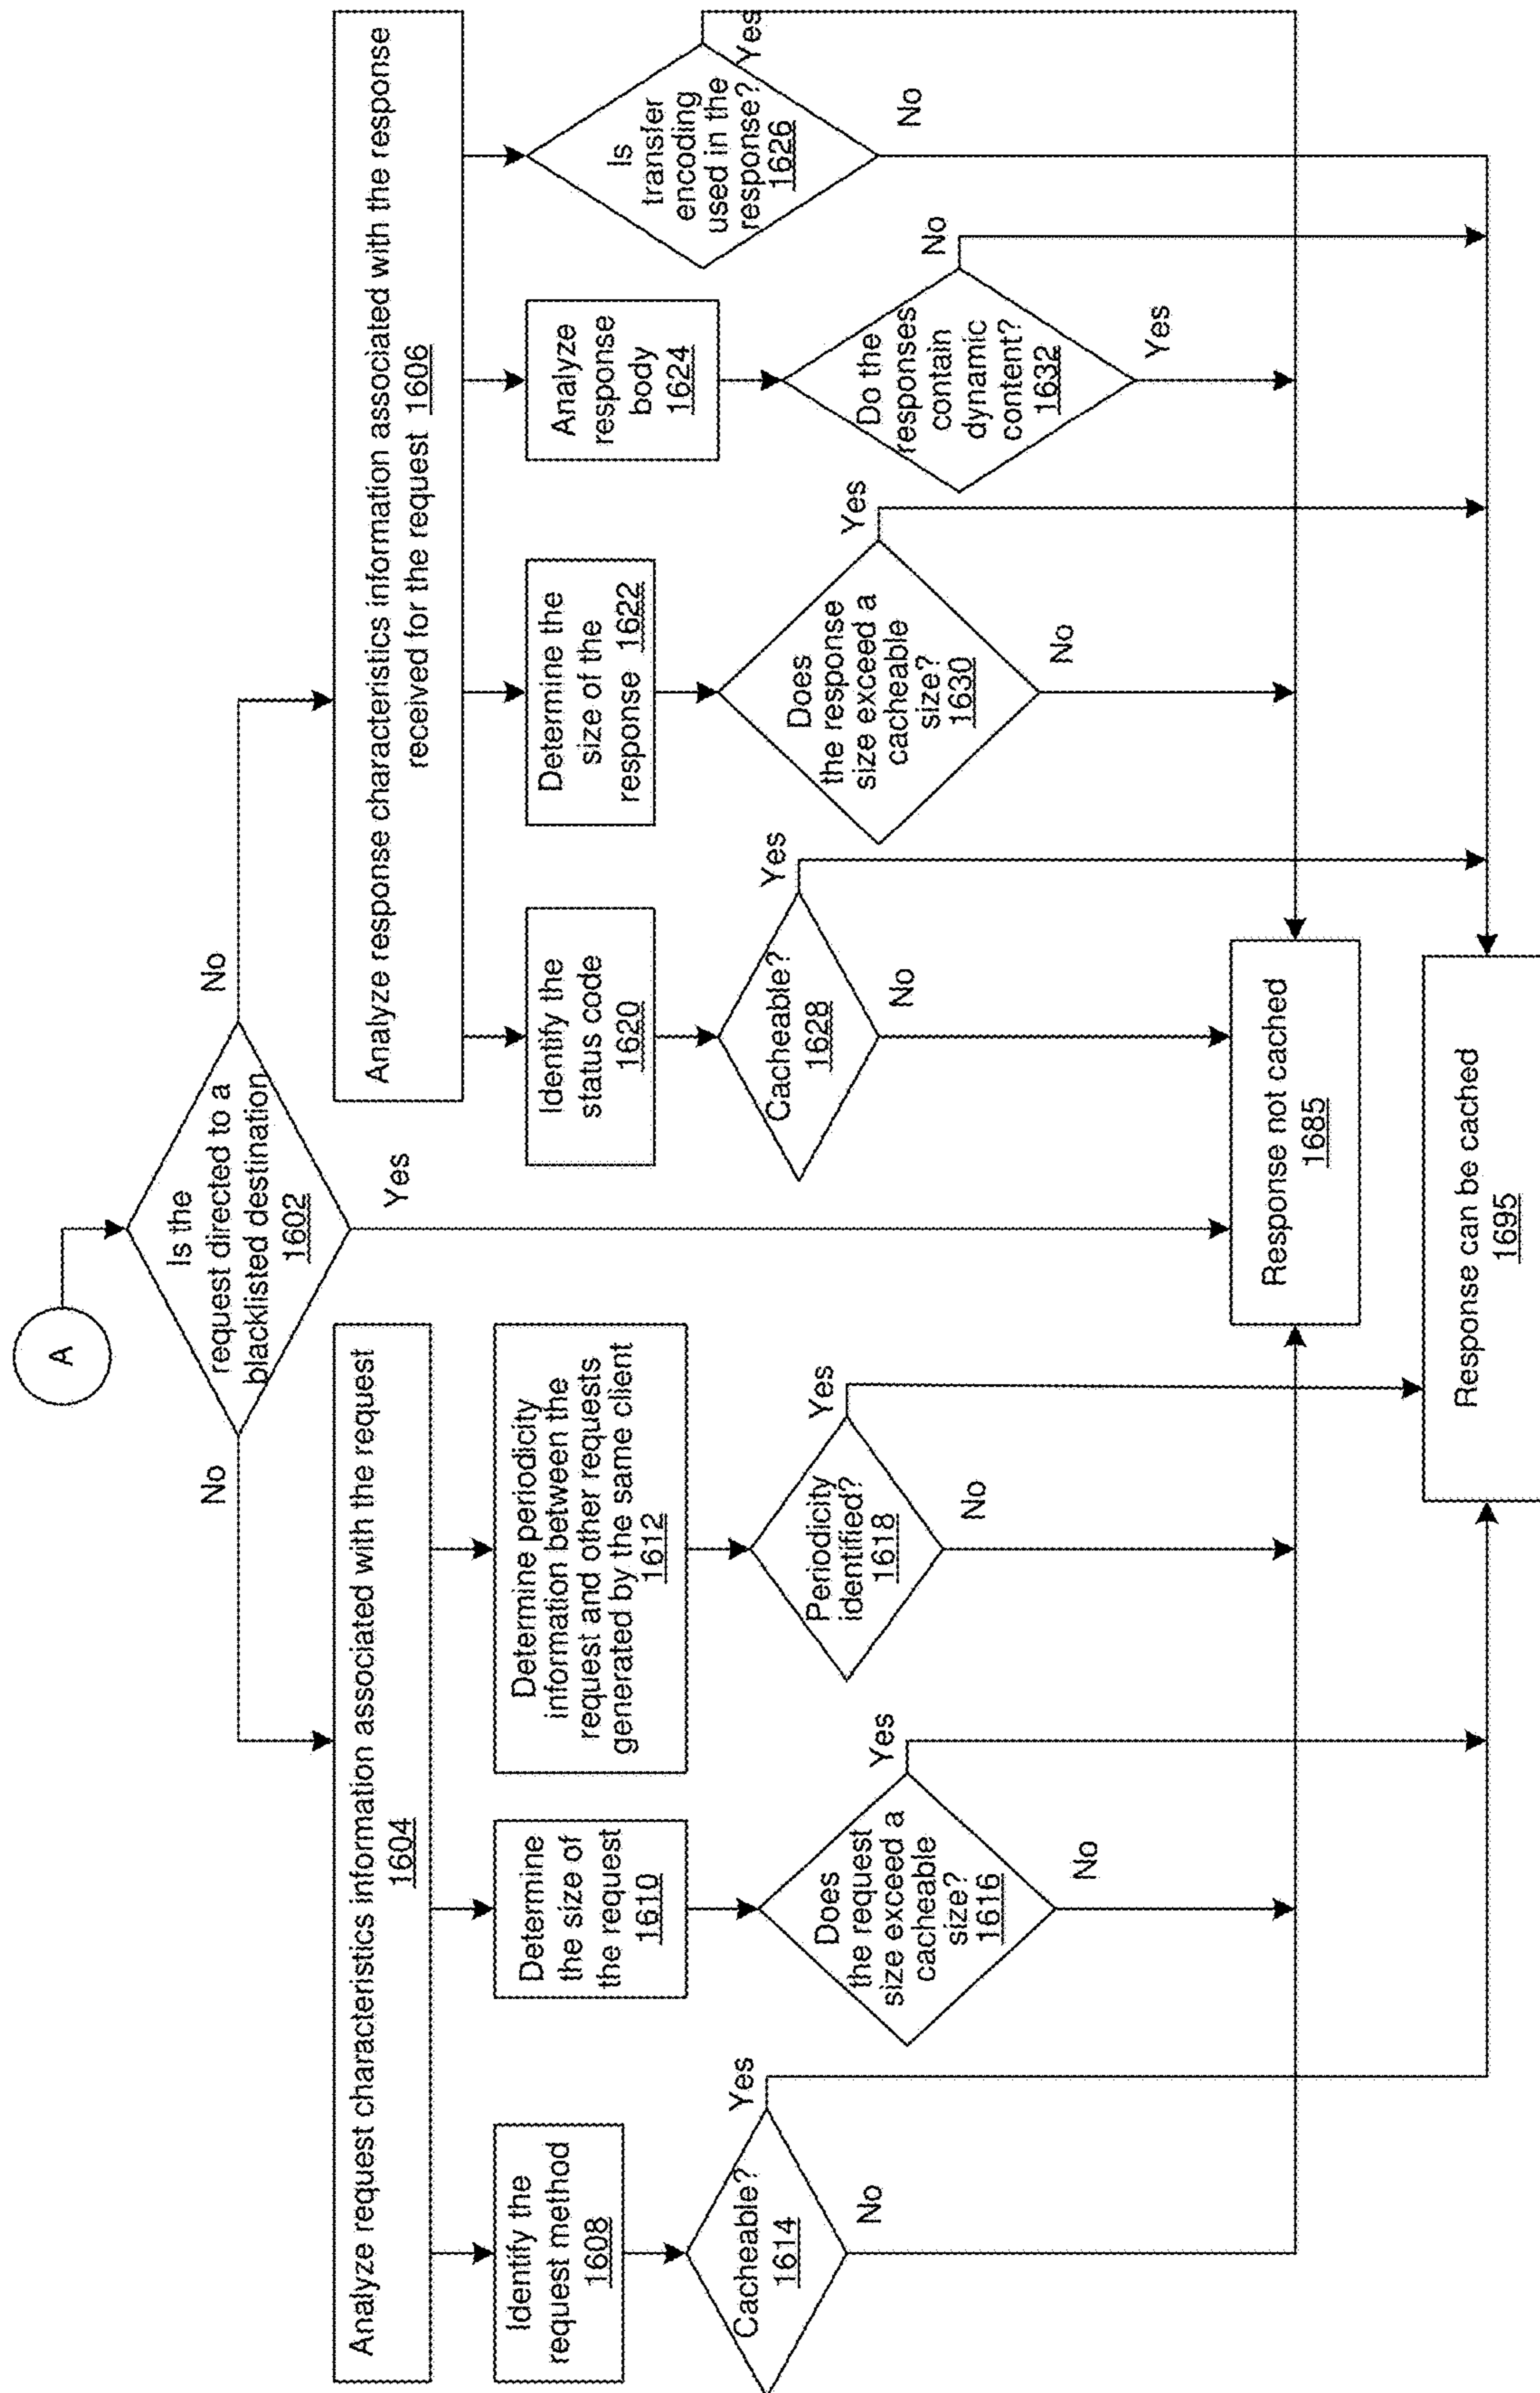 A
Is the
request directed to a
blacklisted destination
1602
No
No
Yes
Analyze request characteristics information associated with the request
1604
Analyze response characteristics information associated with the response
received for the request 1606
Identify the
request method
1608
Determine
the size of
the request
1610
Determine periodicity
information between the
request and other requests
generated by the same client
1612
Identify the
status code
1620
Determine the
size of the
response 1622
Analyze
response
body
1624
Is
transfer
encoding
used in the
response?
1626
Yes
No
Cacheable?
1614
Yes
No
Does
the request
size exceed a
cacheable
size?
1616
Yes
No
Periodicity
identified?
1618
Yes
No
Cacheable?
1628
Yes
No
Does
the response
size exceed a
cacheable
size?
1630
Yes
No
Do the
responses
contain
dynamic
content?
1632
No
Yes
Response not cached
1685
Response can be cached
1695